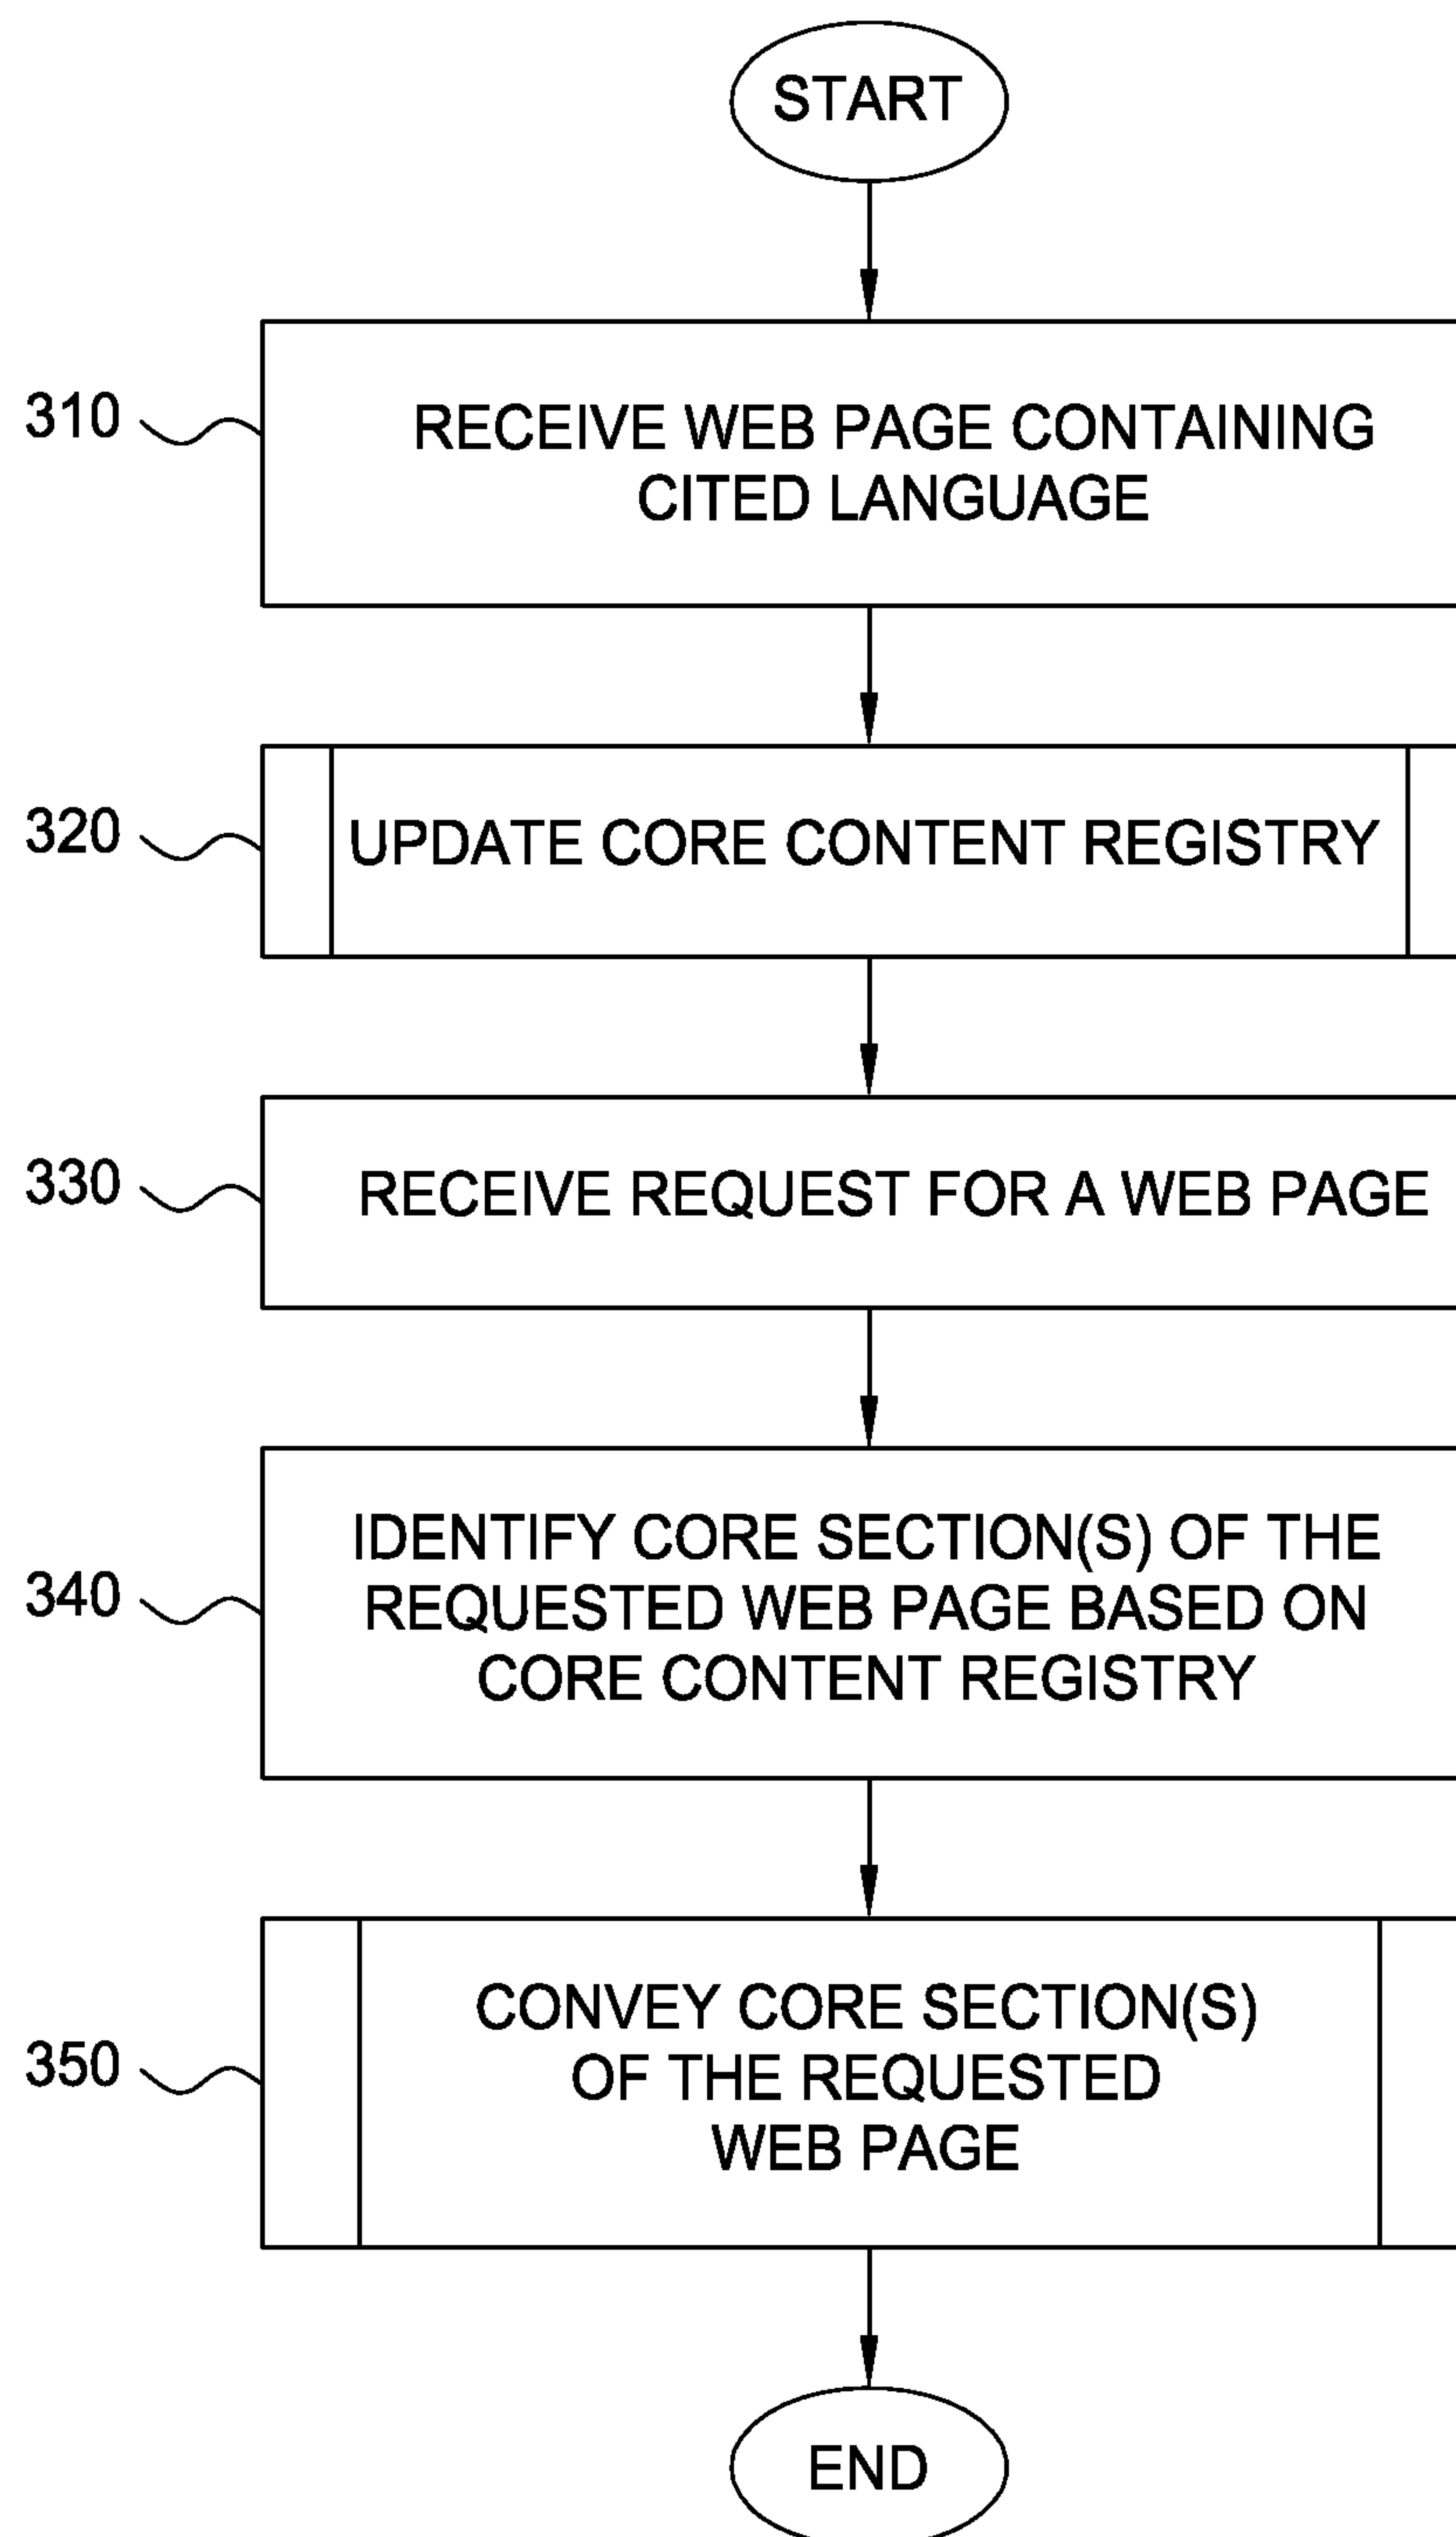 START
310
RECEIVE WEB PAGE CONTAINING
CITED LANGUAGE
320
UPDATE CORE CONTENT REGISTRY
330
RECEIVE REQUEST FOR A WEB PAGE
340
IDENTIFY CORE SECTION(S) OF THE
REQUESTED WEB PAGE BASED ON
CORE CONTENT REGISTRY
350
CONVEY CORE SECTION(S)
OF THE REQUESTED
WEB PAGE
END